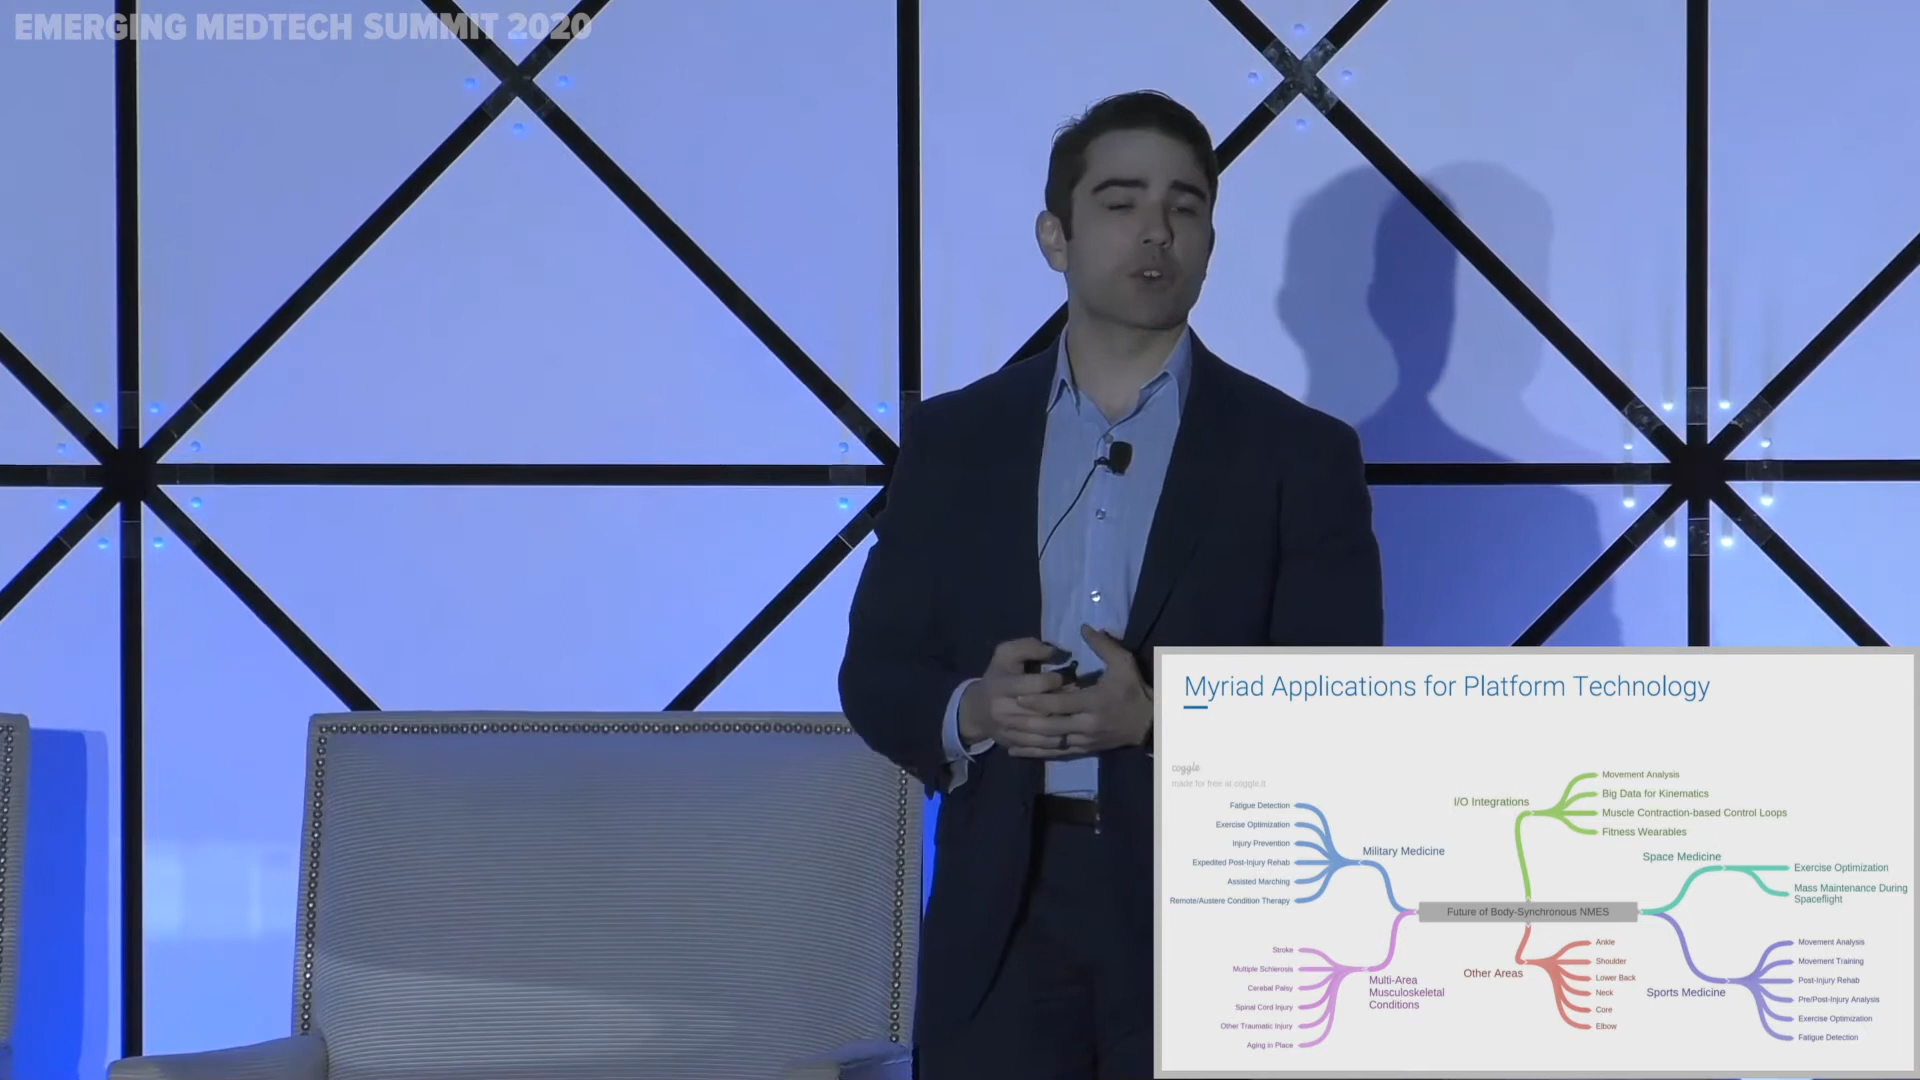 EMERGING MEDTECH SUMMIT 2020
Myriad Applications for Platform Technology
coggle
made for free at coggle.it
Fatigue Detection
Exercise Optimization
Injury Prevention
Expedited Post-Injury Rehab
Assisted Marching
Remote/Austere Condition Therapy
Military Medicine
Stroke
Multiple Schlerosis
Cerebal Palsy
Spinal Cord Injury
Other Traumatic Injury
Aging in Place
Multi-Area
Musculoskeletal
Conditions
Future of Body-Synchronous NMES
I/O Integrations
Movement Analysis
Big Data for Kinematics
Muscle Contraction-based Control Loops
Fitness Wearables
Space Medicine
Exercise Optimization
Mass Maintenance During
Spaceflight
Other Areas
Ankle
Shoulder
Lower Back
Neck
Core
Elbow
Sports Medicine
Movement Analysis
Movement Training
Post-Injury Rehab
Pre/Post-Injury Analysis
Exercise Optimization
Fatigue Detection